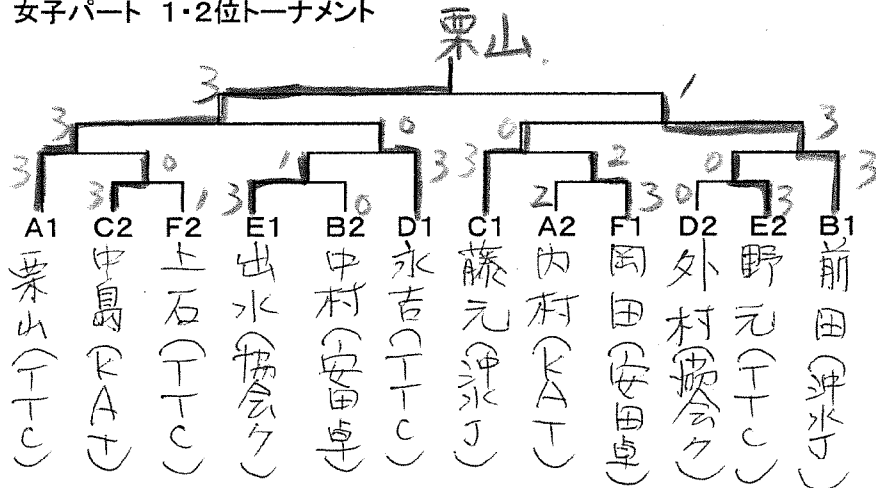 女子パート 1・2位トーナメント
栗山
3 1
3 0 0 3
3 0 1 3 3 2 0 3
3 1 3 0 2 3 0 3
A1 C2 F2 E1 B2 D1 C1 A2 F1 D2 E2 B1
栗山(TTC)
中島(KAT)
上石(TTC)
出水(協会ク)
中村(安田卓)
永吉(TTC)
藤元(沖水J)
内村(KAT)
岡田(安田卓)
外村(協会ク)
野元(TTC)
前田(沖水J)